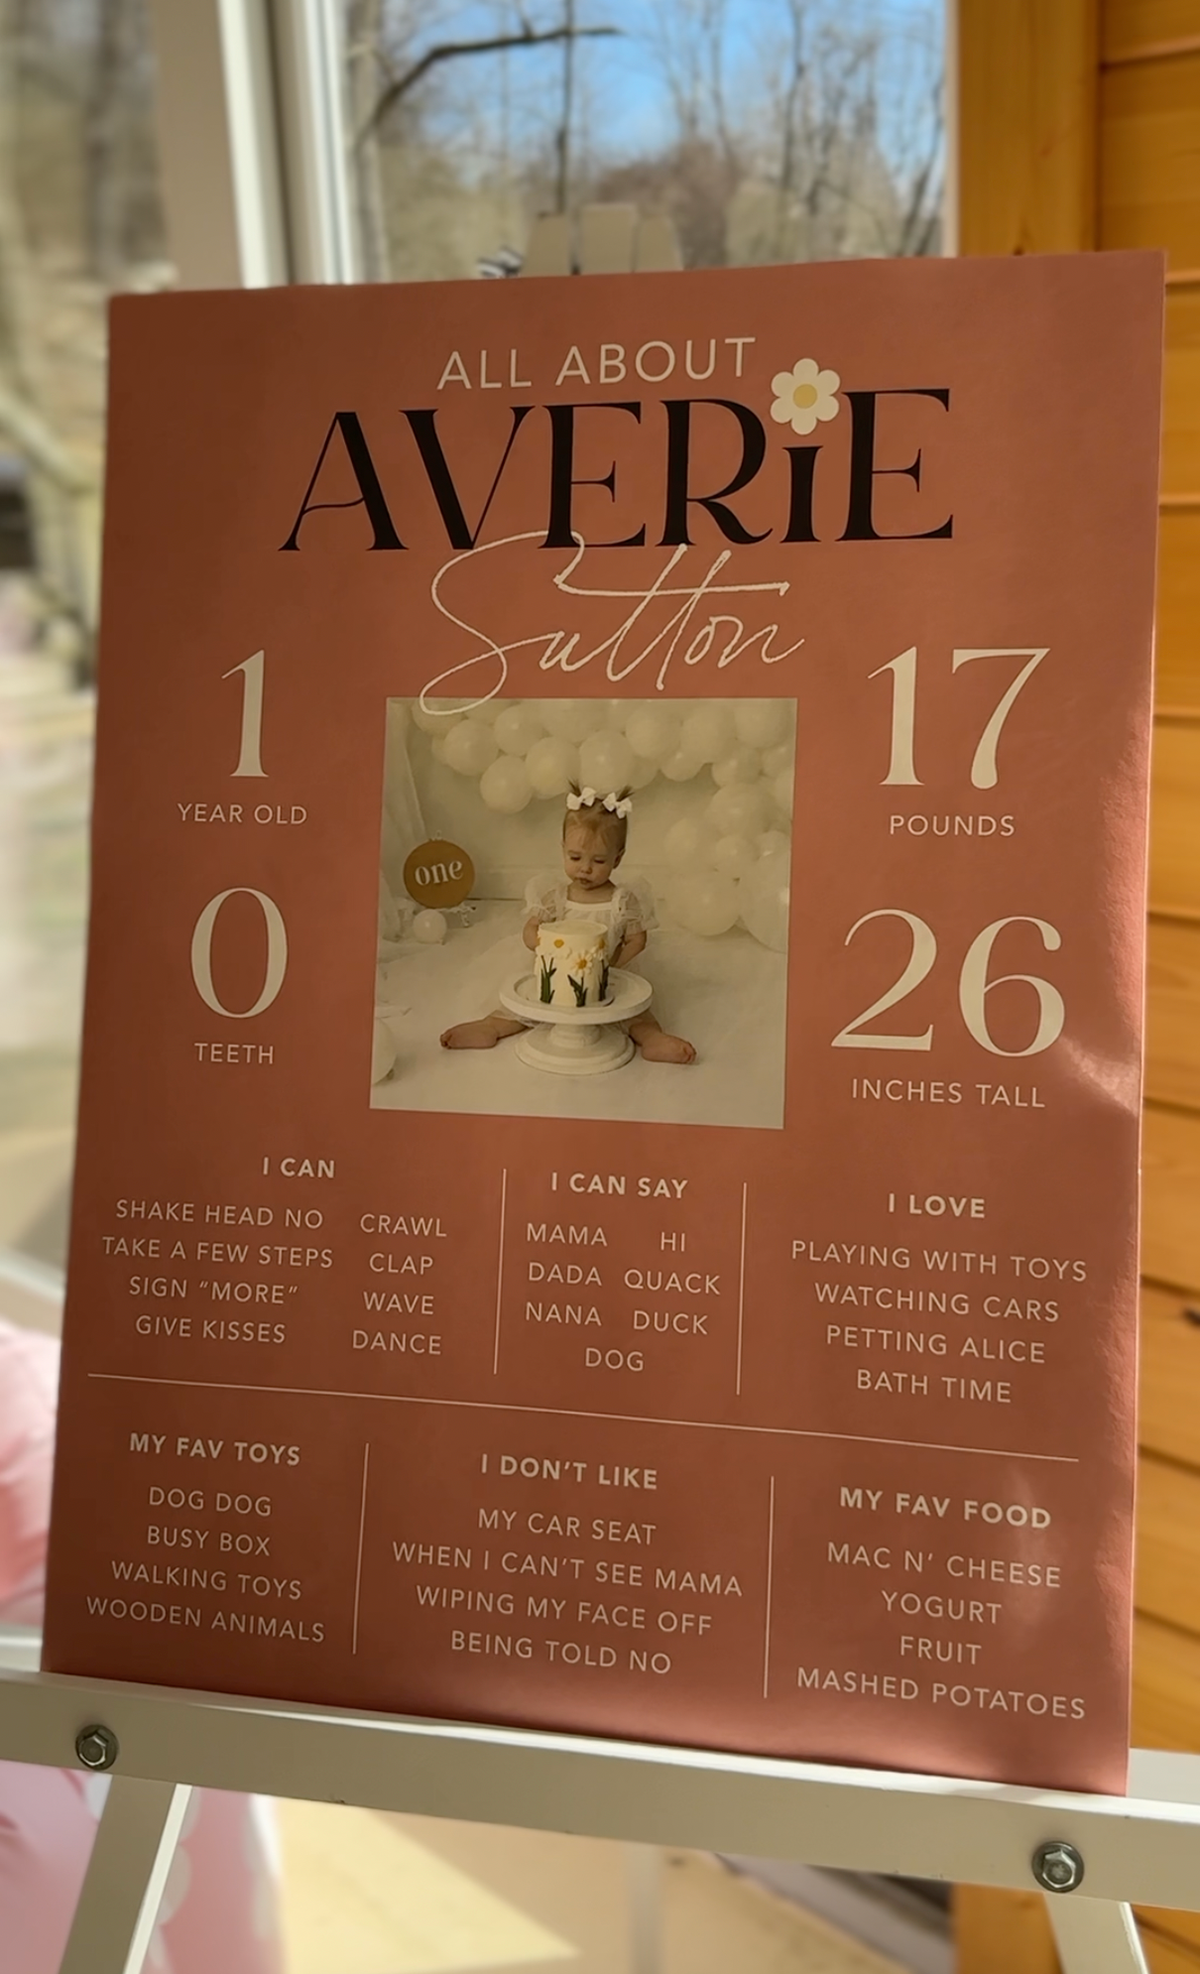 ALL ABOUT
AVERiE
Sutton
1
YEAR OLD
17
POUNDS
one
0
TEETH
26
INCHES TALL
I CAN
SHAKE HEAD NO CRAWL
TAKE A FEW STEPS CLAP
SIGN “MORE” WAVE
GIVE KISSES DANCE
I CAN SAY
MAMA HI
DADA QUACK
NANA DUCK
DOG
I LOVE
PLAYING WITH TOYS
WATCHING CARS
PETTING ALICE
BATH TIME
MY FAV TOYS
DOG DOG
BUSY BOX
WALKING TOYS
WOODEN ANIMALS
I DON’T LIKE
MY CAR SEAT
WHEN I CAN’T SEE MAMA
WIPING MY FACE OFF
BEING TOLD NO
MY FAV FOOD
MAC N’ CHEESE
YOGURT
FRUIT
MASHED POTATOES